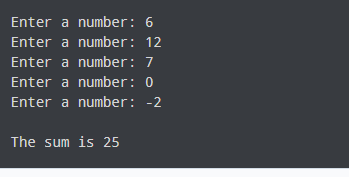 Enter a number: 6
Enter a number: 12
Enter a number: 7
Enter a number: 0
Enter a number: -2
The sum is 25